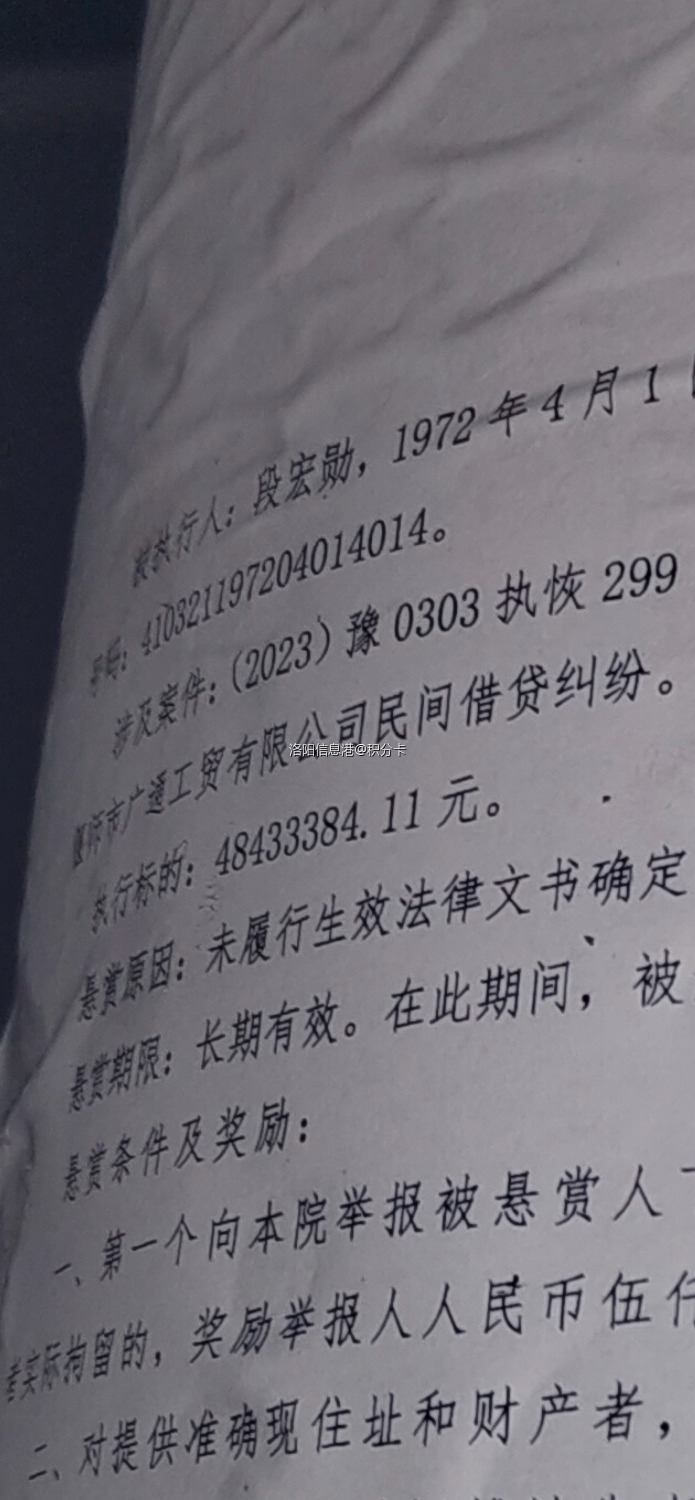 被执行人：段宏勋，1972年4月1日
号码：410321197204014014。
涉及案件：（2023）豫0303执恢299
偃师市广通工贸有限公司民间借贷纠纷。
洛阳信息港@积分卡
执行标的：48433384.11元。
悬赏原因：未履行生效法律文书确定
悬赏期限：长期有效。在此期间，被
悬赏条件及奖励：
一、第一个向本院举报被悬赏人
者实际拘留的，奖励举报人人民币伍仟
二、对提供准确现住址和财产者，